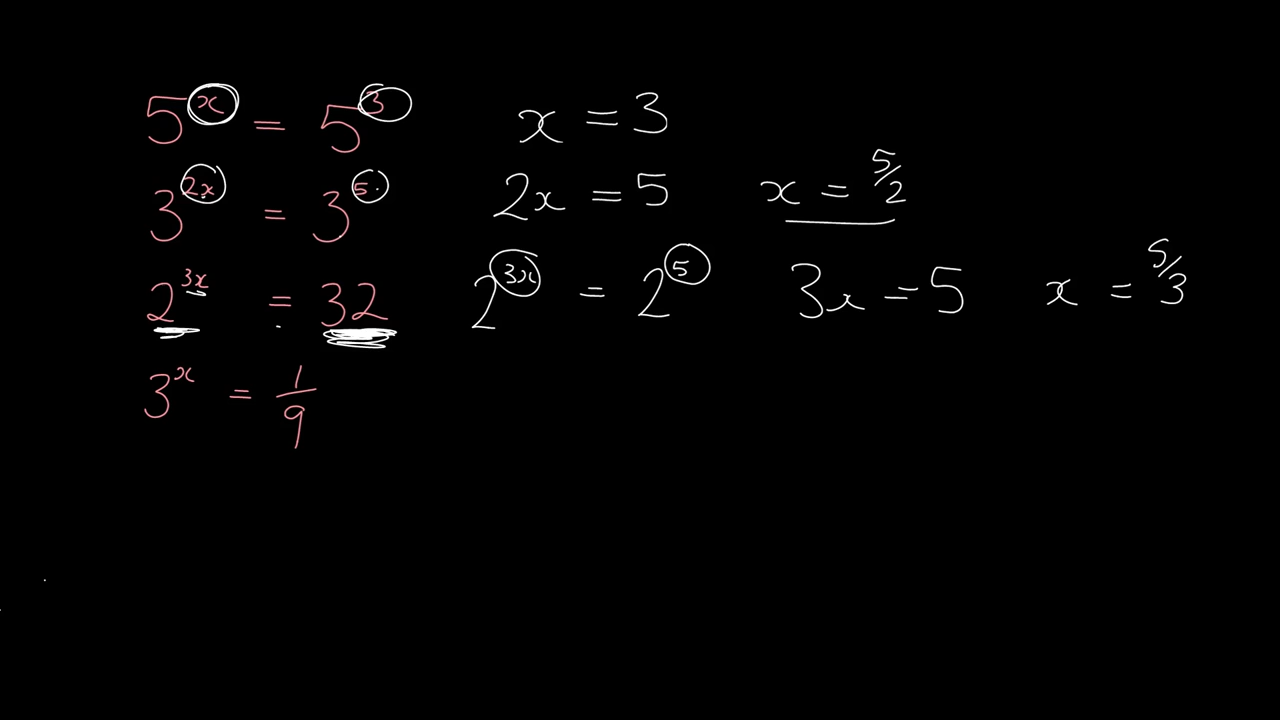 5^x = 5^3 x = 3
3^2x = 3^5 2x = 5 x = 5/2
2^3x = 32 2^3x = 2^5 3x = 5 x = 5/3
3^x = 1/9